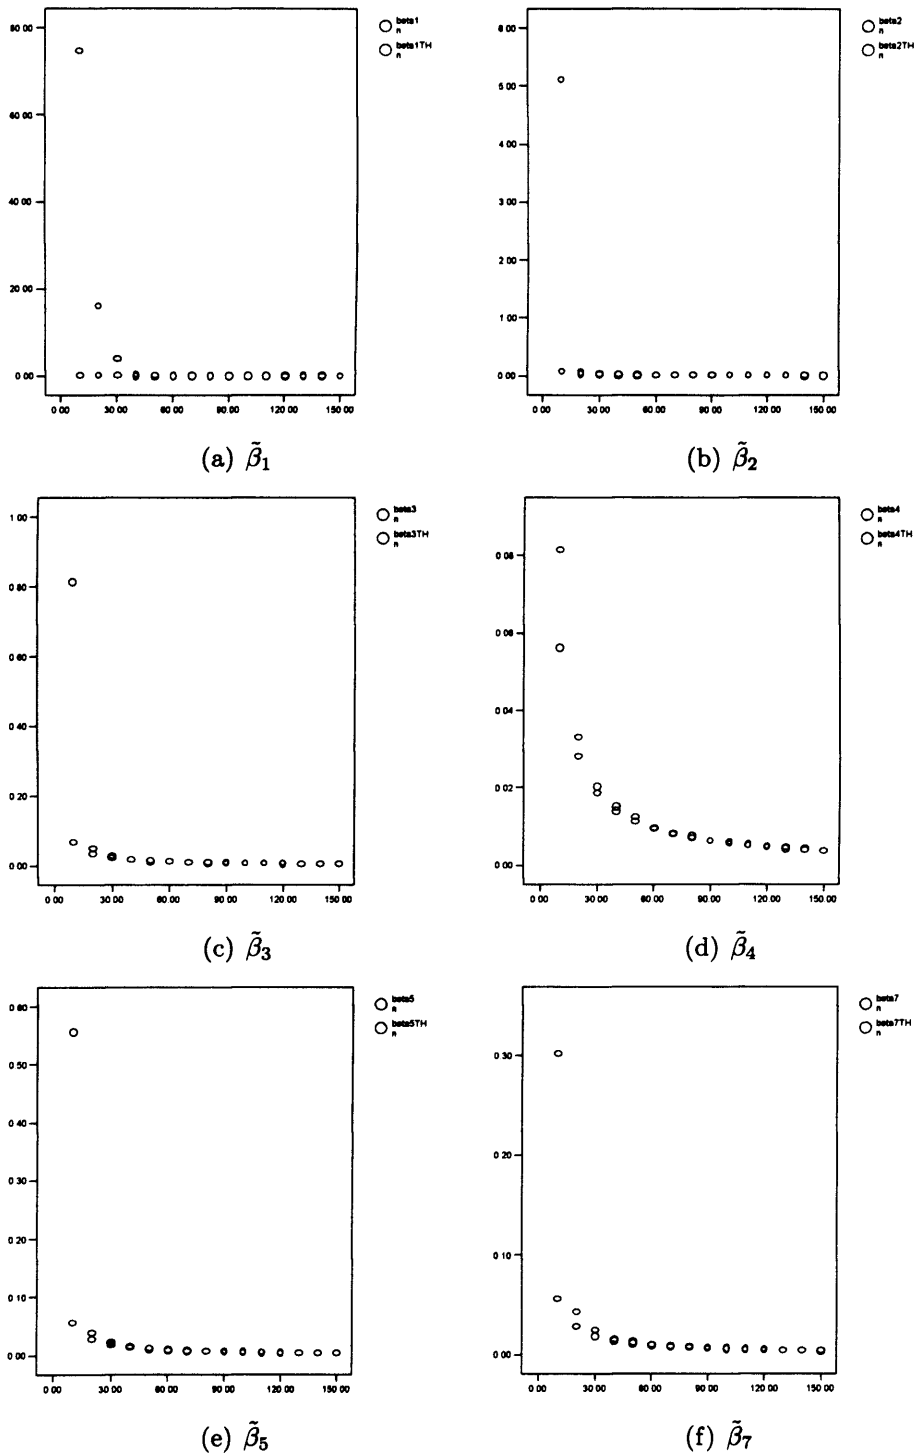 80 00
60 00
40 00
20 00
0 00
0 00 30 00 60 00 90 00 120 00 150 00
beta1
n
beta1TH
n
(a) β̃₁
6 00
5 00
4 00
3 00
2 00
1 00
0 00
0 00 30 00 60 00 90 00 120 00 150 00
beta2
n
beta2TH
n
(b) β̃₂
1 00
0 80
0 60
0 40
0 20
0 00
0 00 30 00 60 00 90 00 120 00 150 00
beta3
n
beta3TH
n
(c) β̃₃
0 08
0 06
0 04
0 02
0 00
0 00 30 00 60 00 90 00 120 00 150 00
beta4
n
beta4TH
n
(d) β̃₄
0 60
0 50
0 40
0 30
0 20
0 10
0 00
0 00 30 00 60 00 90 00 120 00 150 00
beta5
n
beta5TH
n
(e) β̃₅
0 30
0 20
0 10
0 00
0 00 30 00 60 00 90 00 120 00 150 00
beta7
n
beta7TH
n
(f) β̃₇